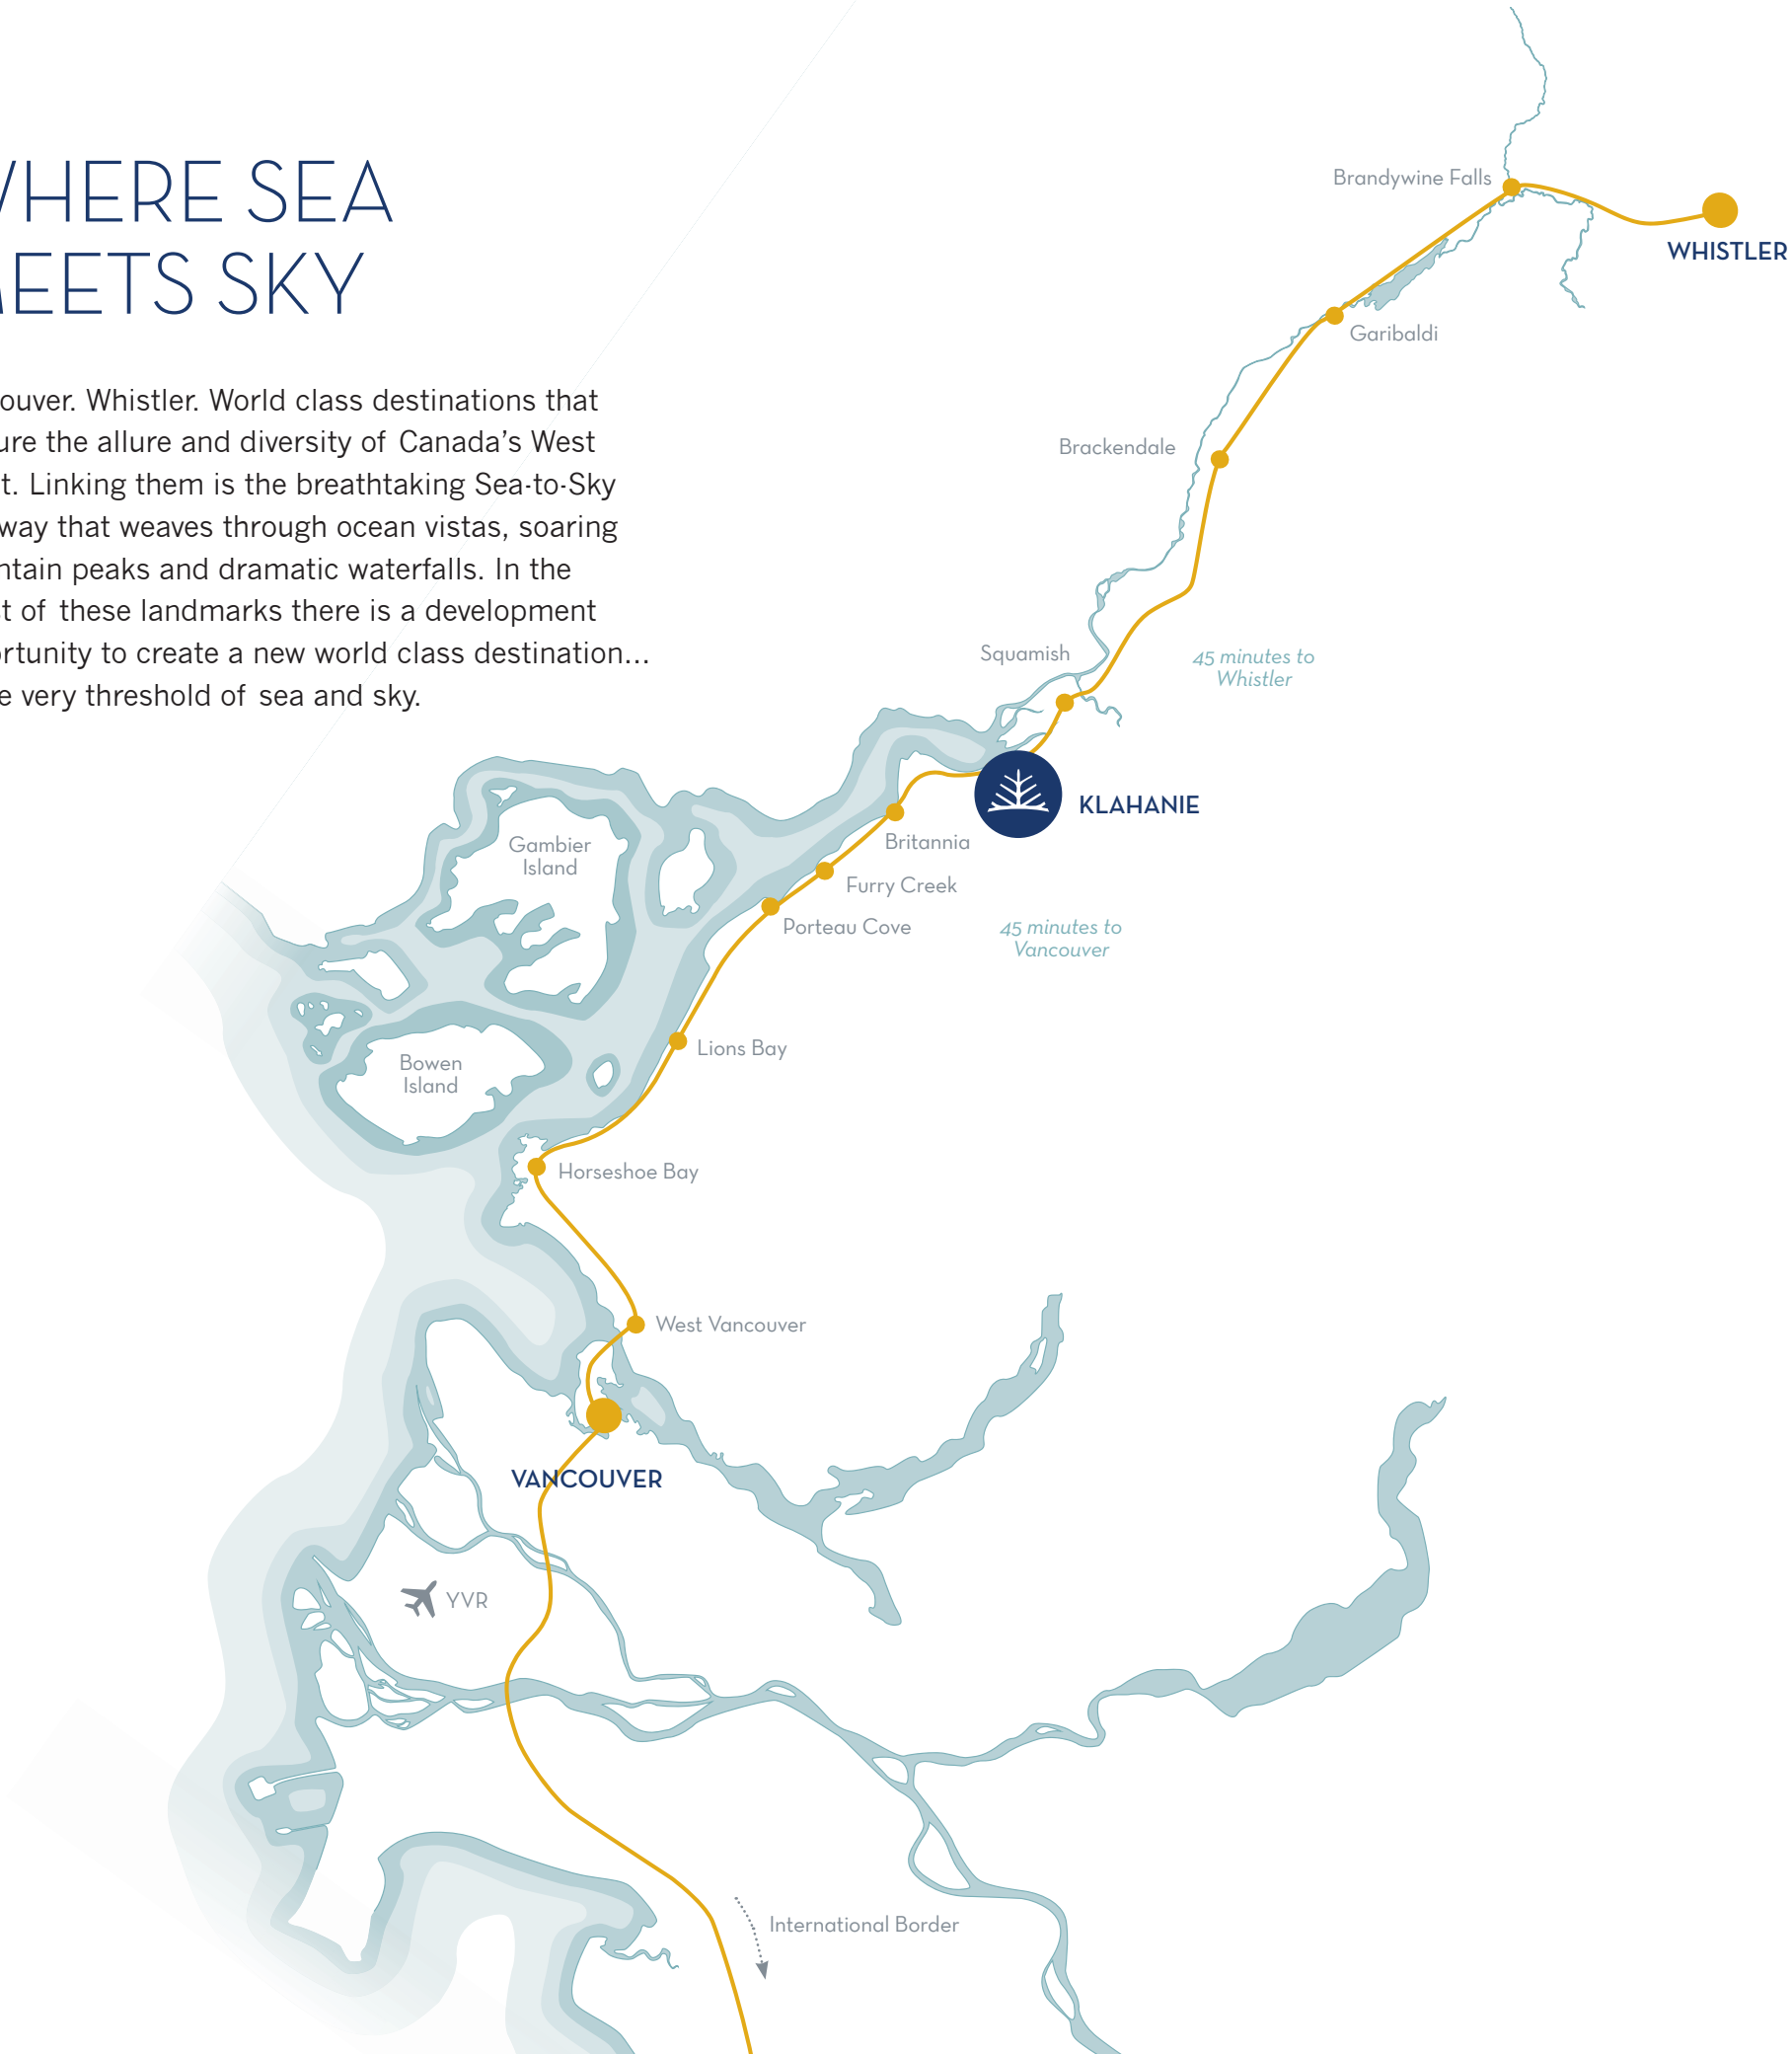 HERE SEA
EETS SKY
ouver. Whistler. World class destinations that
ure the allure and diversity of Canada's West
t. Linking them is the breathtaking Sea-to-Sky
way that weaves through ocean vistas, soaring
ntain peaks and dramatic waterfalls. In the
t of these landmarks there is a development
rtunity to create a new world class destination...
e very threshold of sea and sky.
Brandywine Falls
WHISTLER
Garibaldi
Brackendale
Squamish
45 minutes to
Whistler
KLAHANIE
Britannia
Gambier
Island
Furry Creek
Porteau Cove
45 minutes to
Vancouver
Lions Bay
Bowen
Island
Horseshoe Bay
West Vancouver
VANCOUVER
YVR
International Border